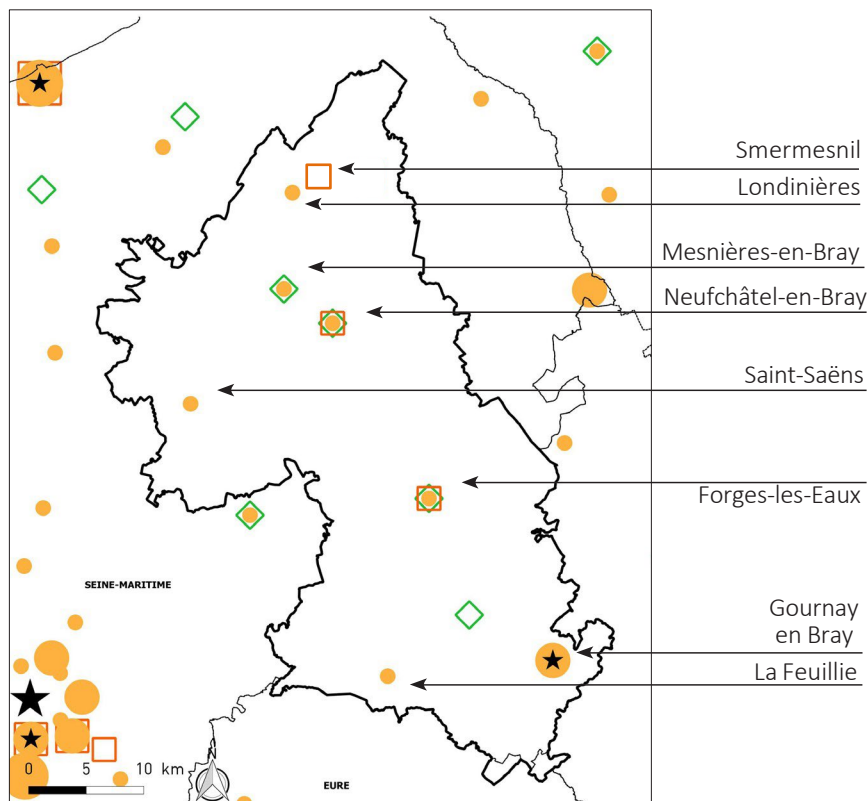 Smermesnil
Londinières
Mesnières-en-Bray
Neufchâtel-en-Bray
Saint-Saëns
Forges-les-Eaux
SEINE-MARITIME
Gournay
en Bray
La Feuillie
0 5 10 km
EURE